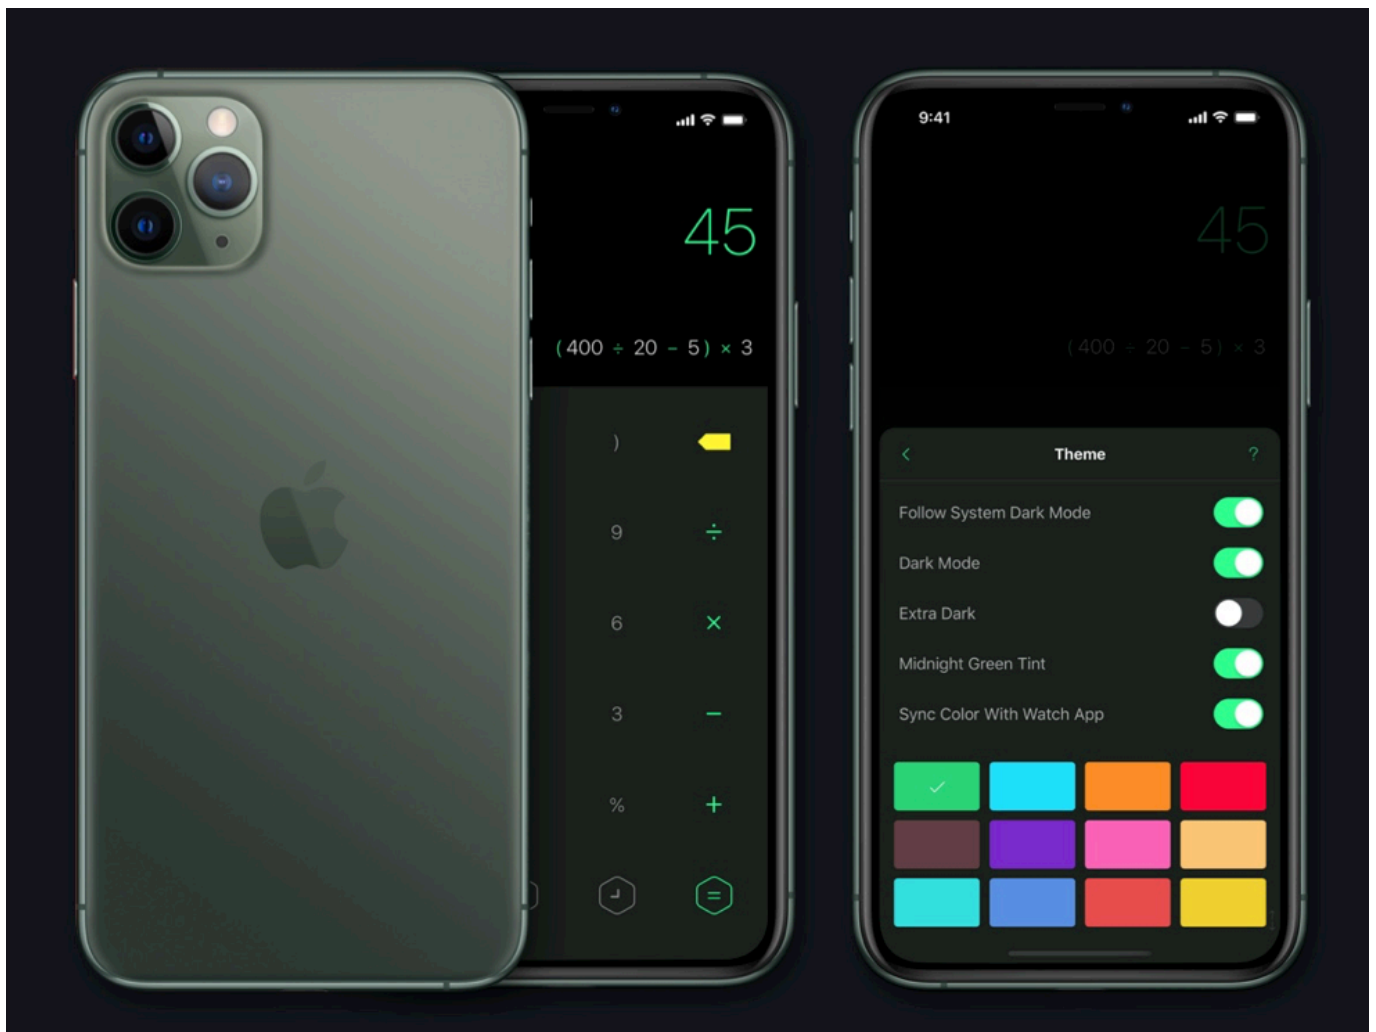 45
(400 ÷ 20 − 5) × 3
)
9 ÷
6 ×
3 −
% +
=
9:41
45
(400 ÷ 20 − 5) × 3
Theme ?
Follow System Dark Mode
Dark Mode
Extra Dark
Midnight Green Tint
Sync Color With Watch App